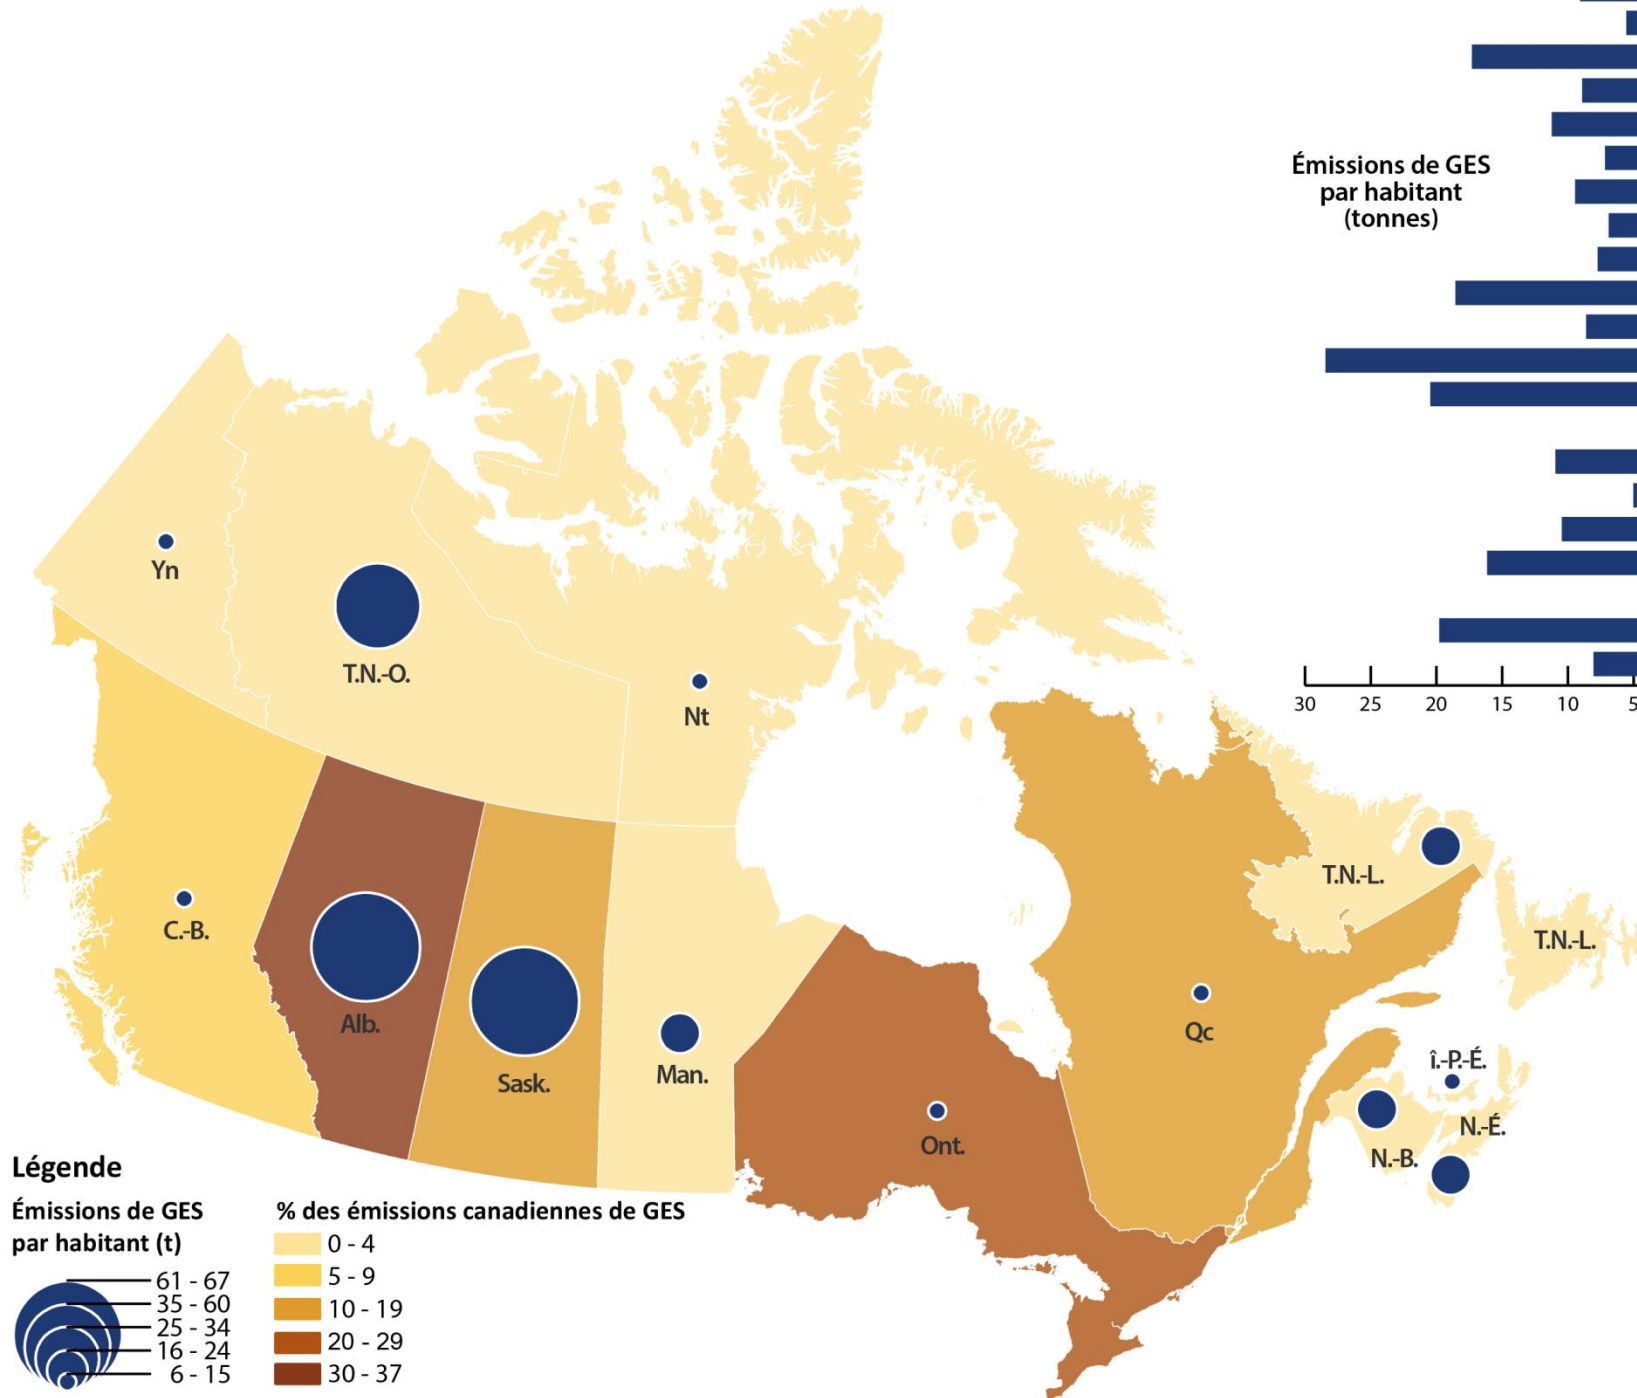 Émissions de GES
par habitant
(tonnes)
30 25 20 15 10 5
Yn
T.N.-O.
Nt
C.-B.
Alb.
Sask.
Man.
Ont.
Qc
T.N.-L.
T.N.-L.
î.-P.-É.
N.-É.
N.-B.
Légende
Émissions de GES
par habitant (t)
61 - 67
35 - 60
25 - 34
16 - 24
6 - 15
% des émissions canadiennes de GES
0 - 4
5 - 9
10 - 19
20 - 29
30 - 37